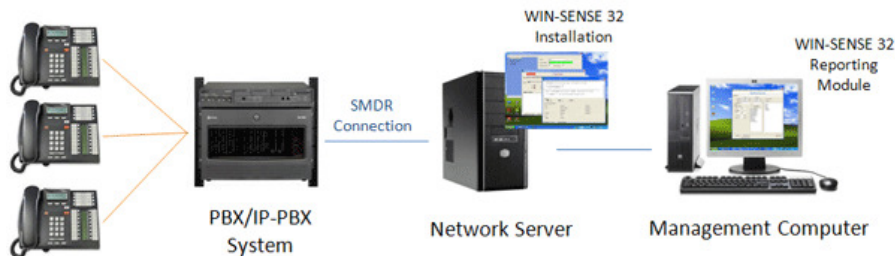 WIN-SENSE 32
Installation
WIN-SENSE 32
Reporting
Module
SMDR
Connection
PBX/IP-PBX
System
Network Server
Management Computer